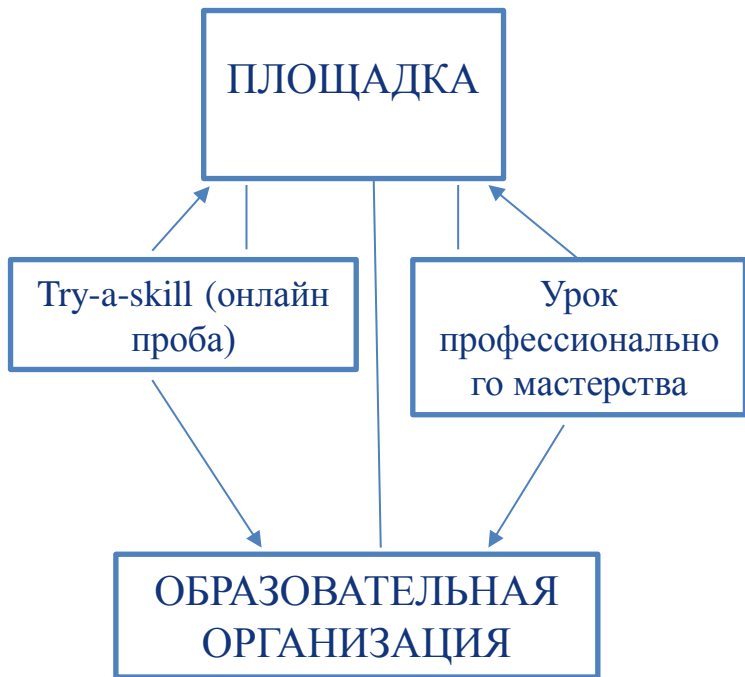 ПЛОЩАДКА
Try-a-skill (онлайн
проба)
Урок
профессионально
го мастерства
ОБРАЗОВАТЕЛЬНАЯ
ОРГАНИЗАЦИЯ